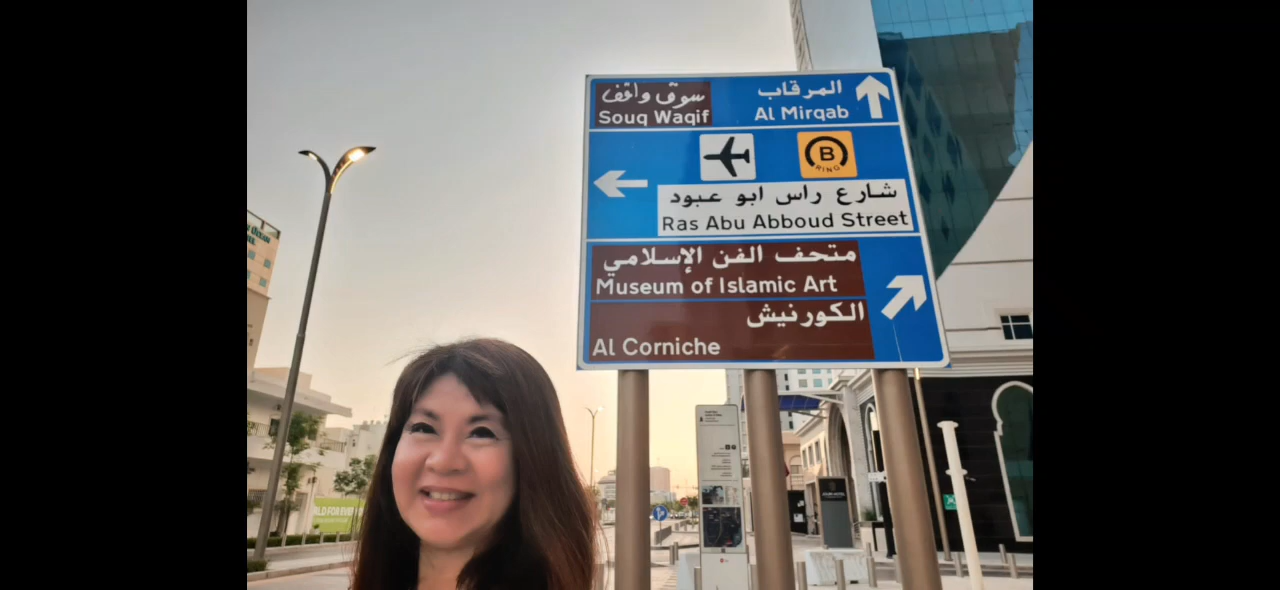 سوق واقف
Souq Waqif
المرقاب
Al Mirqab
B
RING
شارع راس ابو عبود
Ras Abu Abboud Street
متحف الفن الإسلامي
Museum of Islamic Art
الكورنيش
Al Corniche